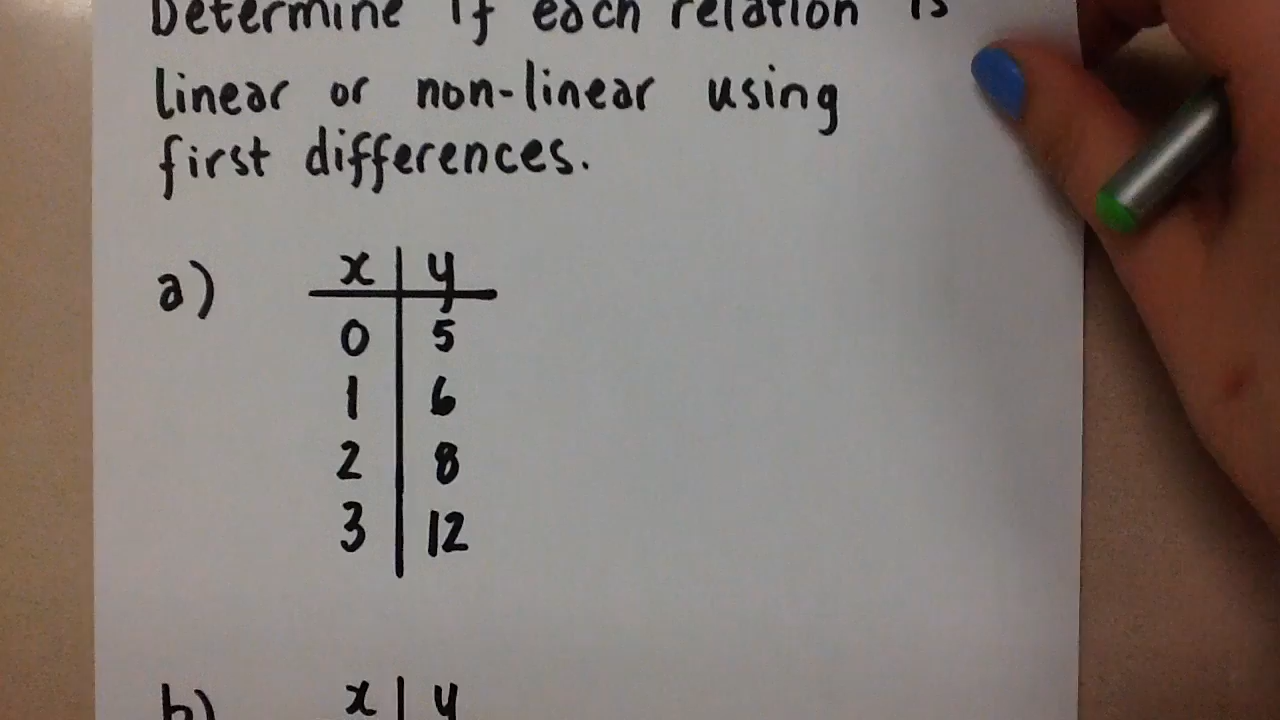 Determine if each relation is
linear or non-linear using
first differences.
a) x y
0 5
1 6
2 8
3 12
b) x y